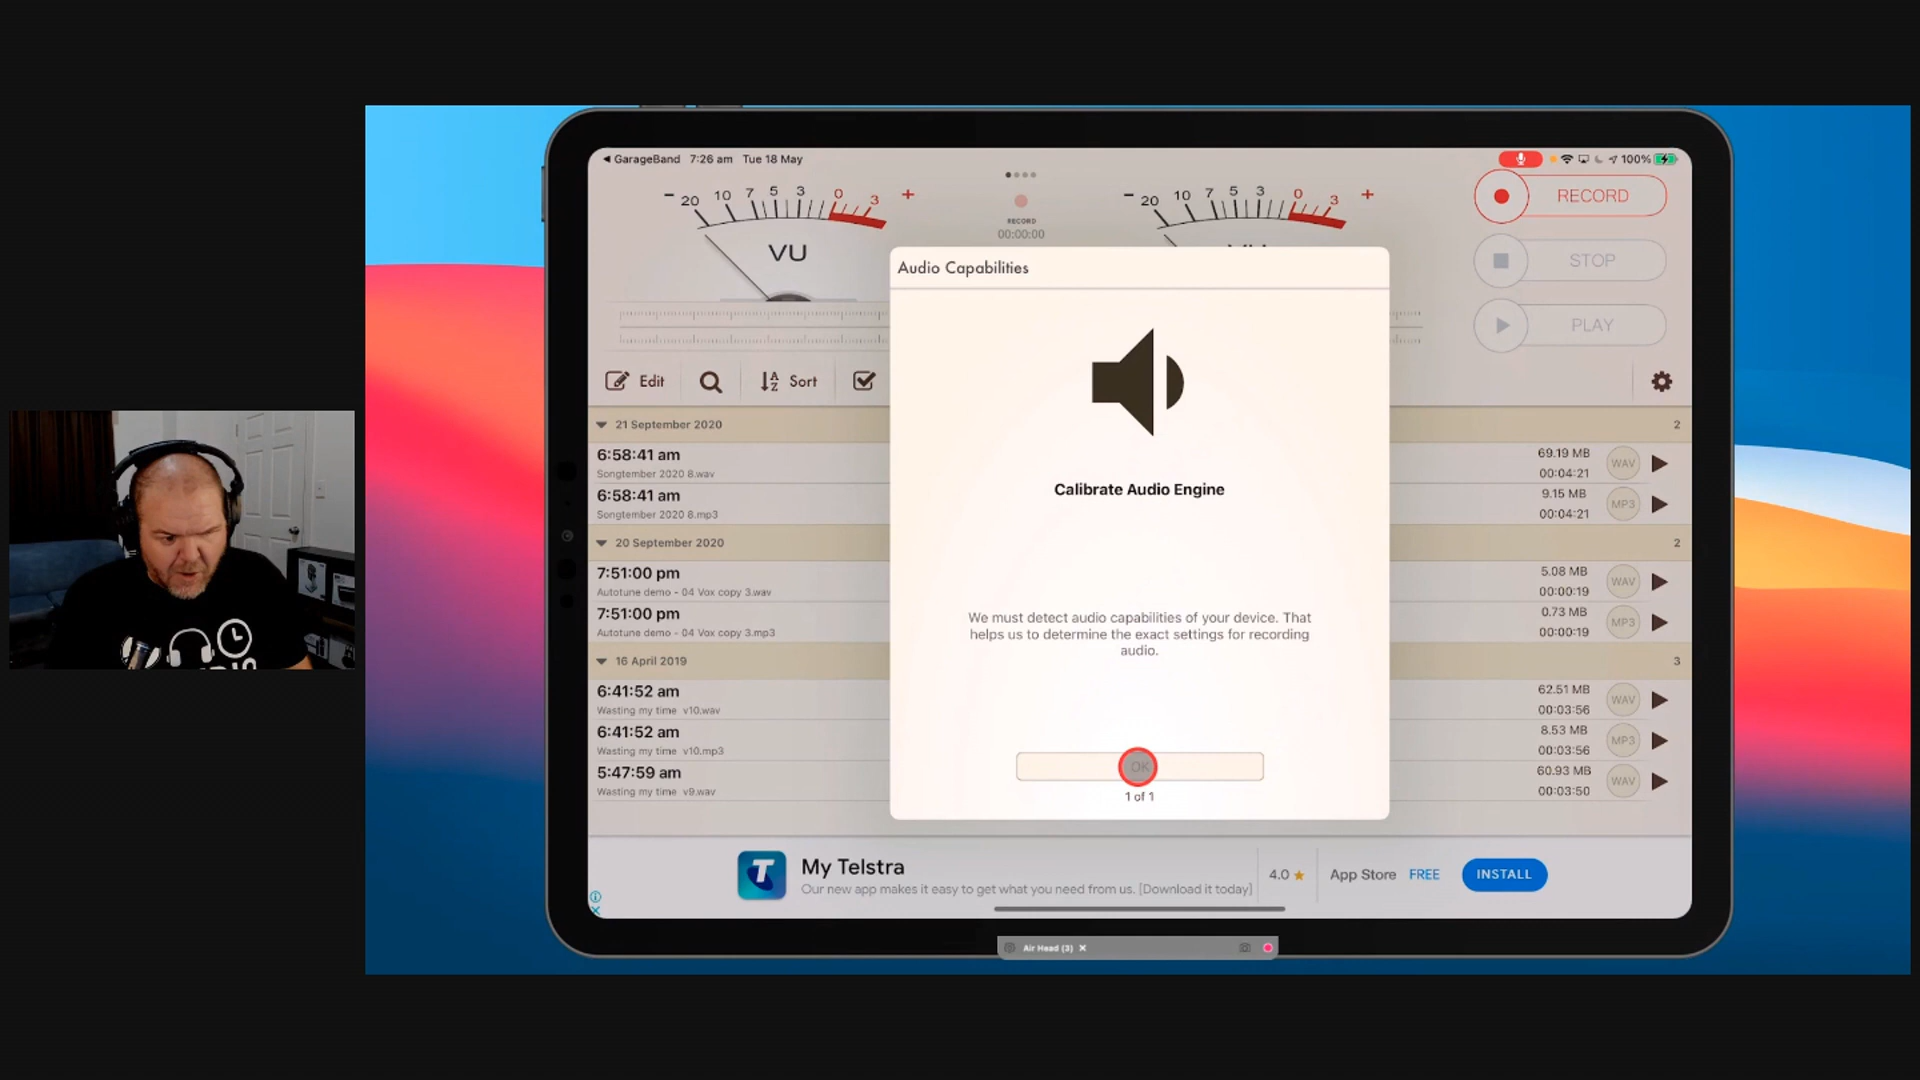 GarageBand 7:26 am Tue 18 May
100%
20 10 7 5 3 0 3 +
VU
RECORD
00:00:00
20 10 7 5 3 0 3 +
RECORD
STOP
PLAY
Edit
Sort
Audio Capabilities
Calibrate Audio Engine
We must detect audio capabilities of your device. That
helps us to determine the exact settings for recording
audio.
OK
1 of 1
21 September 2020 2
6:58:41 am 69.19 MB
Songtember 2020 8.wav 00:04:21 WAV
6:58:41 am 9.15 MB
Songtember 2020 8.mp3 00:04:21 MP3
20 September 2020 2
7:51:00 pm 5.08 MB
Autotune demo - 04 Vox copy 3.wav 00:00:19 WAV
7:51:00 pm 0.73 MB
Autotune demo - 04 Vox copy 3.mp3 00:00:19 MP3
16 April 2019 3
6:41:52 am 62.51 MB
Wasting my time v10.wav 00:03:56 WAV
6:41:52 am 8.53 MB
Wasting my time v10.mp3 00:03:56 MP3
5:47:59 am 60.93 MB
Wasting my time v9.wav 00:03:50 WAV
My Telstra
Our new app makes it easy to get what you need from us. [Download it today]
4.0 App Store FREE INSTALL
Air Head (3)